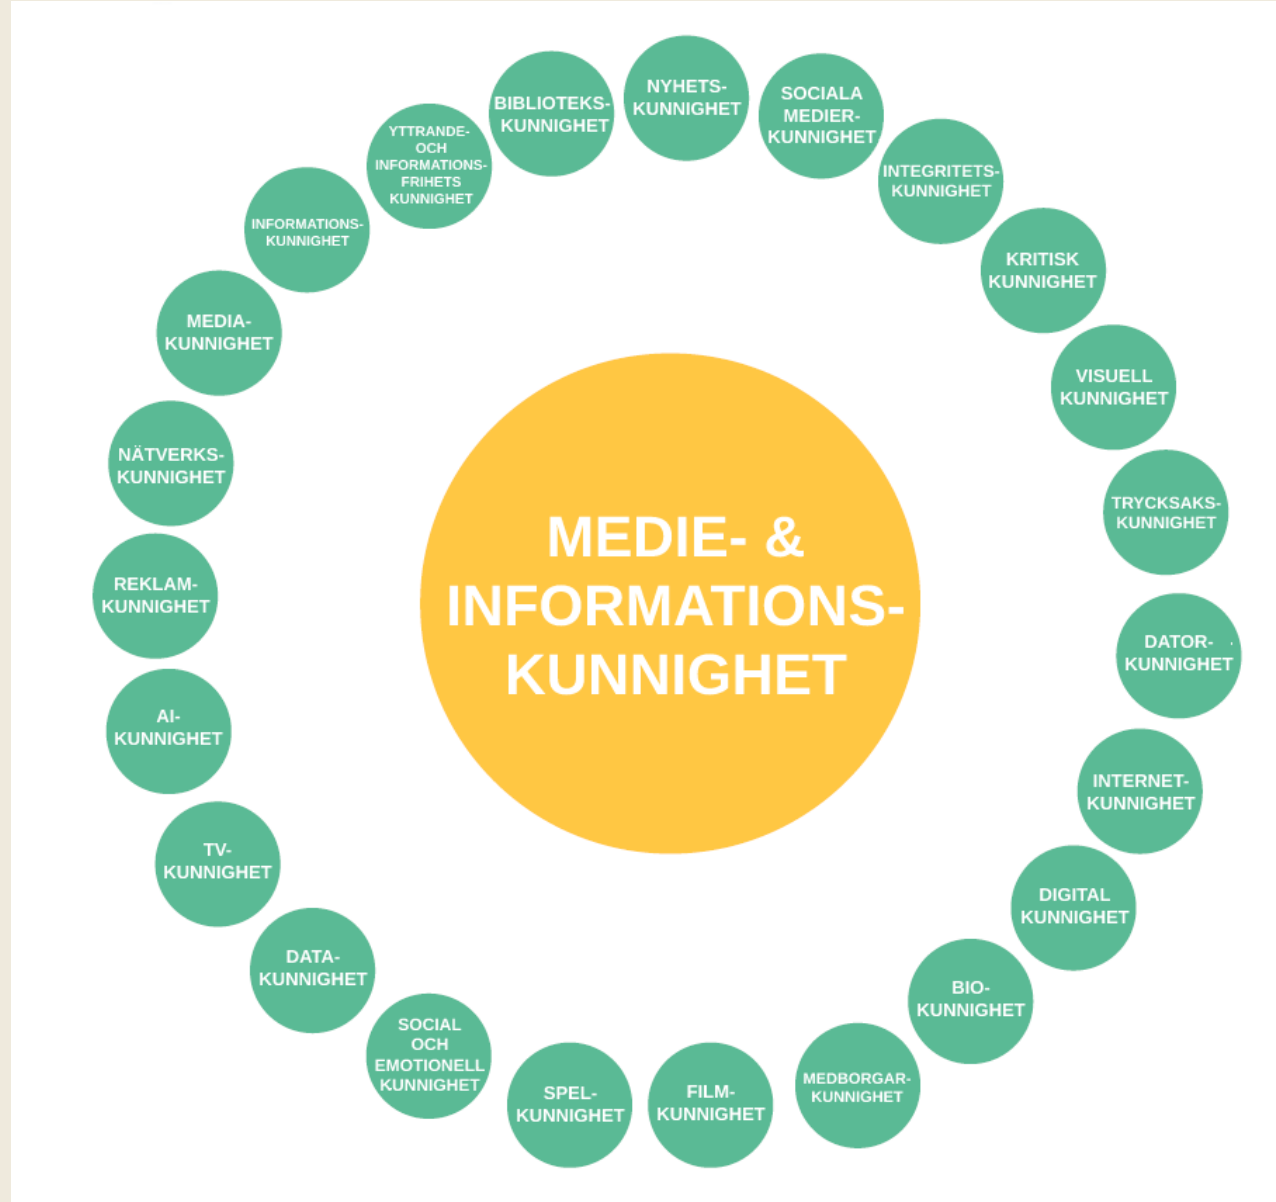 MEDIE- &
INFORMATIONS-
KUNNIGHET
NYHETS-
KUNNIGHET
SOCIALA
MEDIER-
KUNNIGHET
INTEGRITETS-
KUNNIGHET
KRITISK
KUNNIGHET
VISUELL
KUNNIGHET
TRYCKSAKS-
KUNNIGHET
DATOR-
KUNNIGHET
INTERNET-
KUNNIGHET
DIGITAL
KUNNIGHET
BIO-
KUNNIGHET
MEDBORGAR-
KUNNIGHET
FILM-
KUNNIGHET
SPEL-
KUNNIGHET
SOCIAL
OCH
EMOTIONELL
KUNNIGHET
DATA-
KUNNIGHET
TV-
KUNNIGHET
AI-
KUNNIGHET
REKLAM-
KUNNIGHET
NÄTVERKS-
KUNNIGHET
MEDIA-
KUNNIGHET
INFORMATIONS-
KUNNIGHET
YTTRANDE-
OCH
INFORMATIONS-
FRIHETS
KUNNIGHET
BIBLIOTEKS-
KUNNIGHET